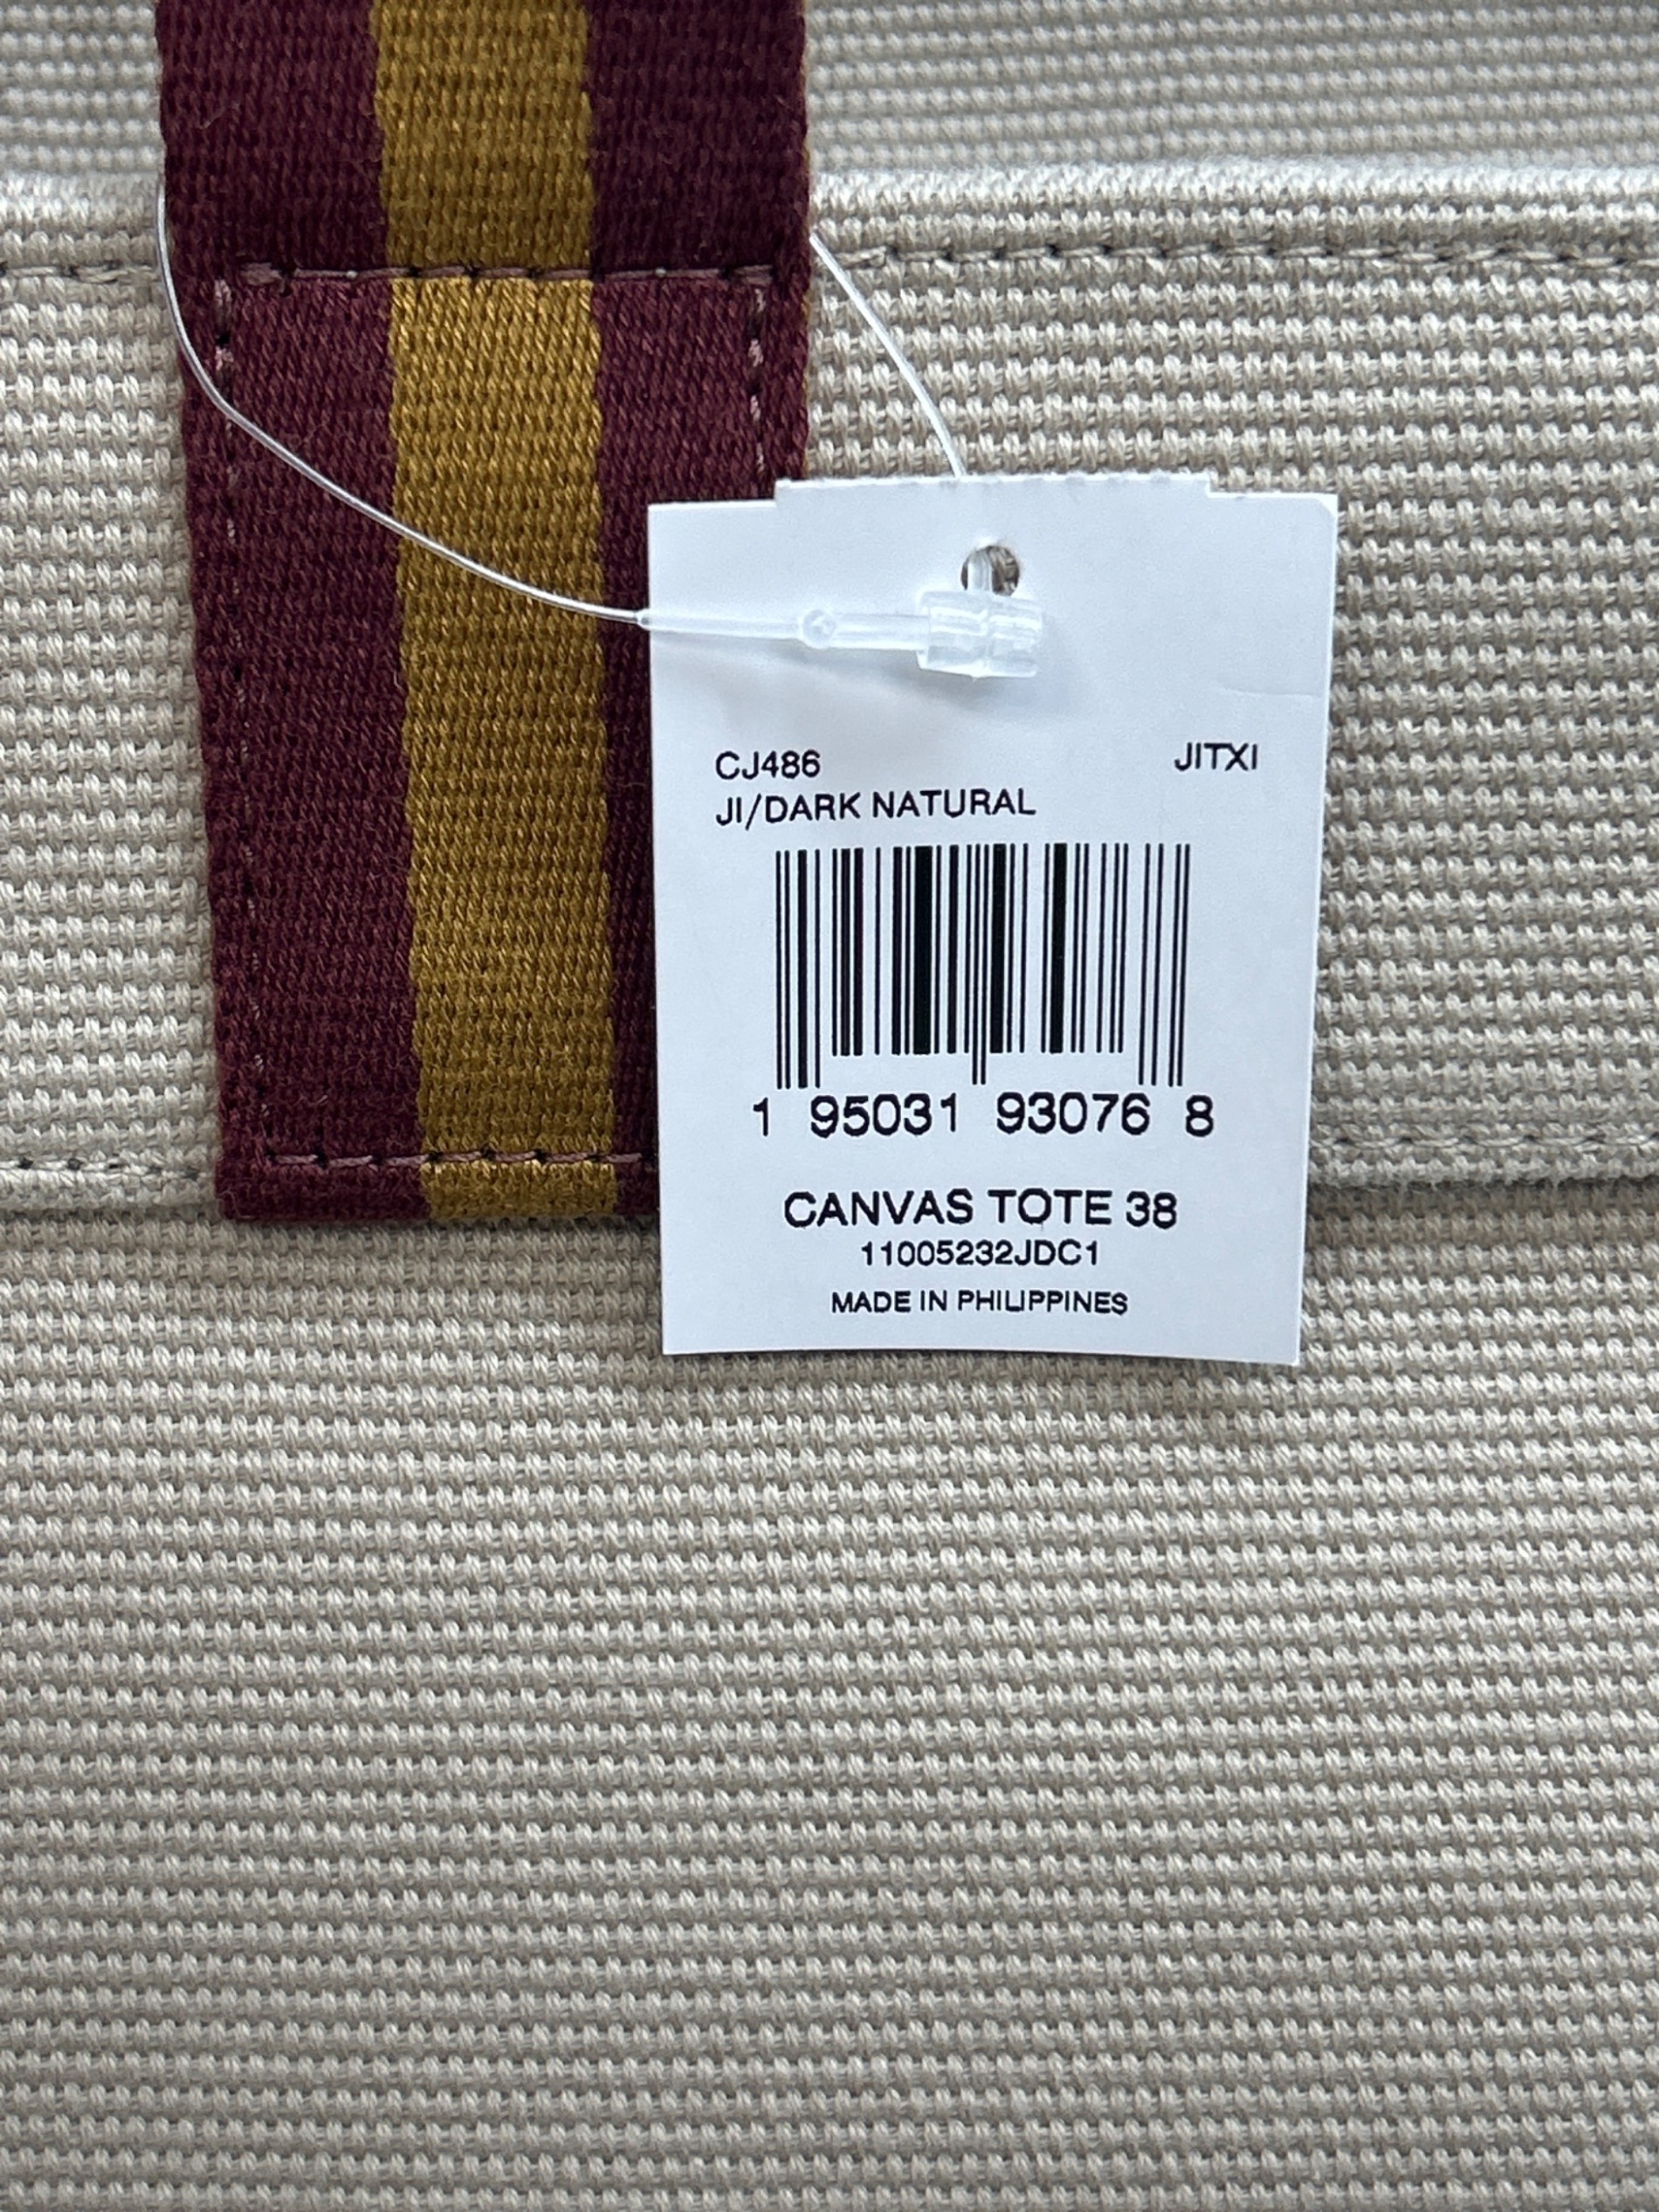 CJ486 JITXI
JI/DARK NATURAL
1 95031 93076 8
CANVAS TOTE 38
11005232JDC1
MADE IN PHILIPPINES